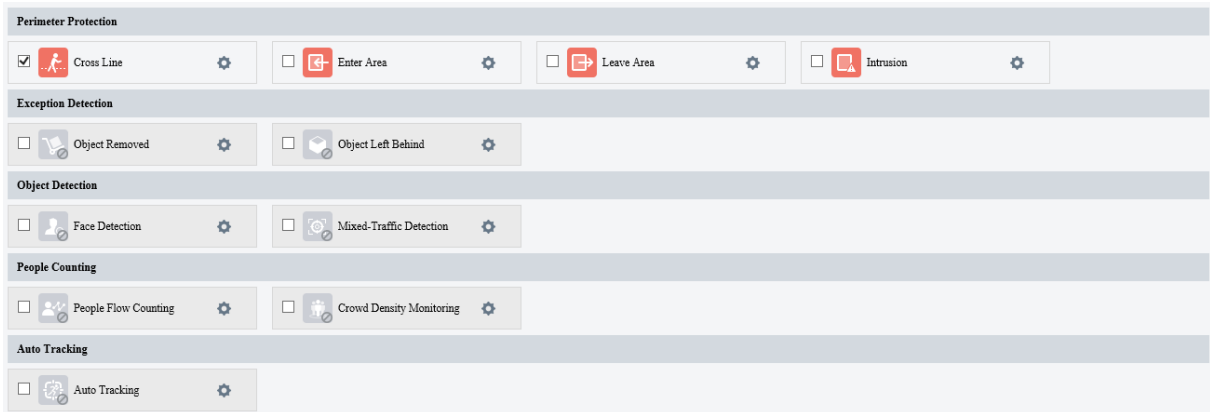 Perimeter Protection
Cross Line
Enter Area
Leave Area
Intrusion
Exception Detection
Object Removed
Object Left Behind
Object Detection
Face Detection
Mixed-Traffic Detection
People Counting
People Flow Counting
Crowd Density Monitoring
Auto Tracking
Auto Tracking